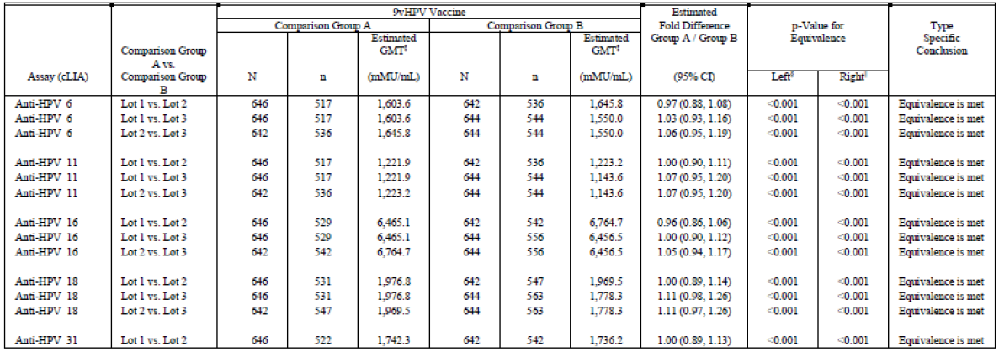 9vHPV Vaccine
Assay (cLIA) | Comparison Group A vs. Comparison Group B | Comparison Group A | Comparison Group B | Estimated Fold Difference Group A / Group B | p-Value for Equivalence | Type Specific Conclusion
N | n | Estimated GMT‡ (mMU/mL) | N | n | Estimated GMT‡ (mMU/mL) | (95% CI) | Left | Right
Anti-HPV 6 | Lot 1 vs. Lot 2 | 646 | 517 | 1,603.6 | 642 | 536 | 1,645.8 | 0.97 (0.88, 1.08) | <0.001 | <0.001 | Equivalence is met
Anti-HPV 6 | Lot 1 vs. Lot 3 | 646 | 517 | 1,603.6 | 644 | 544 | 1,550.0 | 1.03 (0.93, 1.16) | <0.001 | <0.001 | Equivalence is met
Anti-HPV 6 | Lot 2 vs. Lot 3 | 642 | 536 | 1,645.8 | 644 | 544 | 1,550.0 | 1.06 (0.95, 1.19) | <0.001 | <0.001 | Equivalence is met
Anti-HPV 11 | Lot 1 vs. Lot 2 | 646 | 517 | 1,221.9 | 642 | 536 | 1,223.2 | 1.00 (0.90, 1.11) | <0.001 | <0.001 | Equivalence is met
Anti-HPV 11 | Lot 1 vs. Lot 3 | 646 | 517 | 1,221.9 | 644 | 544 | 1,143.6 | 1.07 (0.95, 1.20) | <0.001 | <0.001 | Equivalence is met
Anti-HPV 11 | Lot 2 vs. Lot 3 | 642 | 536 | 1,223.2 | 644 | 544 | 1,143.6 | 1.07 (0.95, 1.20) | <0.001 | <0.001 | Equivalence is met
Anti-HPV 16 | Lot 1 vs. Lot 2 | 646 | 529 | 6,465.1 | 642 | 542 | 6,764.7 | 0.96 (0.86, 1.06) | <0.001 | <0.001 | Equivalence is met
Anti-HPV 16 | Lot 1 vs. Lot 3 | 646 | 529 | 6,465.1 | 644 | 556 | 6,456.5 | 1.00 (0.90, 1.12) | <0.001 | <0.001 | Equivalence is met
Anti-HPV 16 | Lot 2 vs. Lot 3 | 642 | 542 | 6,764.7 | 644 | 556 | 6,456.5 | 1.05 (0.94, 1.17) | <0.001 | <0.001 | Equivalence is met
Anti-HPV 18 | Lot 1 vs. Lot 2 | 646 | 531 | 1,976.8 | 642 | 547 | 1,969.5 | 1.00 (0.89, 1.14) | <0.001 | <0.001 | Equivalence is met
Anti-HPV 18 | Lot 1 vs. Lot 3 | 646 | 531 | 1,976.8 | 644 | 563 | 1,778.3 | 1.11 (0.98, 1.26) | <0.001 | <0.001 | Equivalence is met
Anti-HPV 18 | Lot 2 vs. Lot 3 | 642 | 547 | 1,969.5 | 644 | 563 | 1,778.3 | 1.11 (0.97, 1.26) | <0.001 | <0.001 | Equivalence is met
Anti-HPV 31 | Lot 1 vs. Lot 2 | 646 | 522 | 1,742.3 | 642 | 542 | 1,736.2 | 1.00 (0.89, 1.13) | <0.001 | <0.001 | Equivalence is met